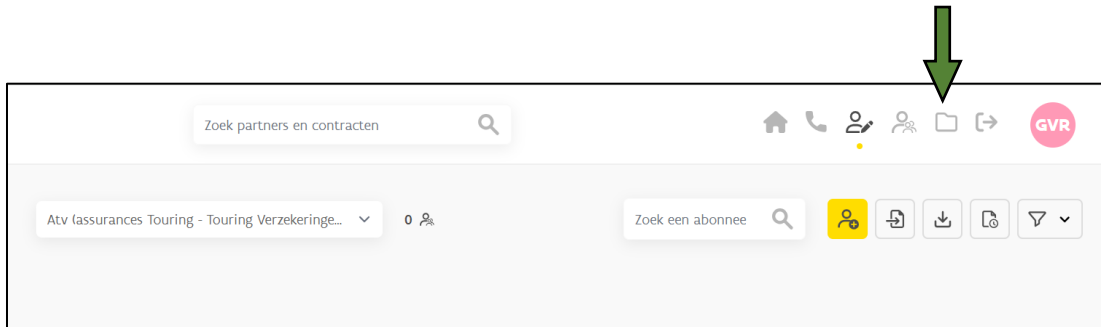 Zoek partners en contracten
GVR
Atv (assurances Touring - Touring Verzekeringe...
0
Zoek een abonnee